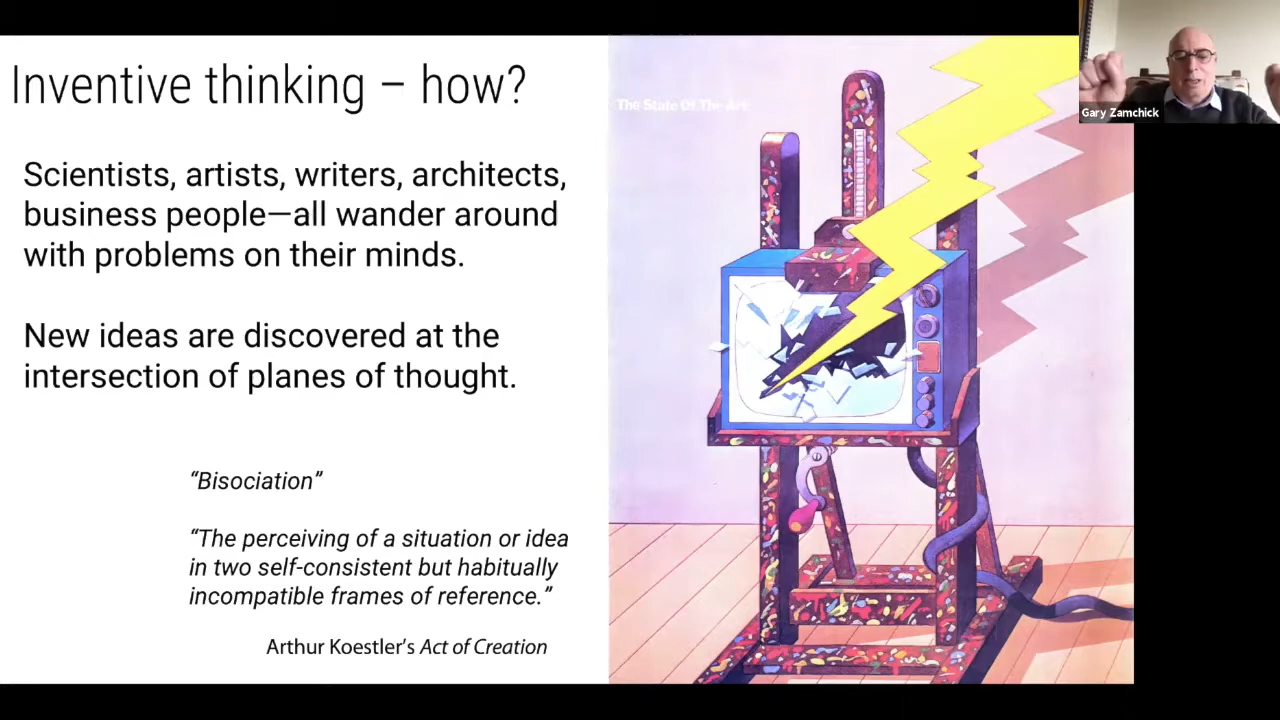 Inventive thinking – how?
Scientists, artists, writers, architects,
business people—all wander around
with problems on their minds.
New ideas are discovered at the
intersection of planes of thought.
“Bisociation”
“The perceiving of a situation or idea
in two self-consistent but habitually
incompatible frames of reference.”
Arthur Koestler’s Act of Creation
The State Of The Art
Gary Zamchick